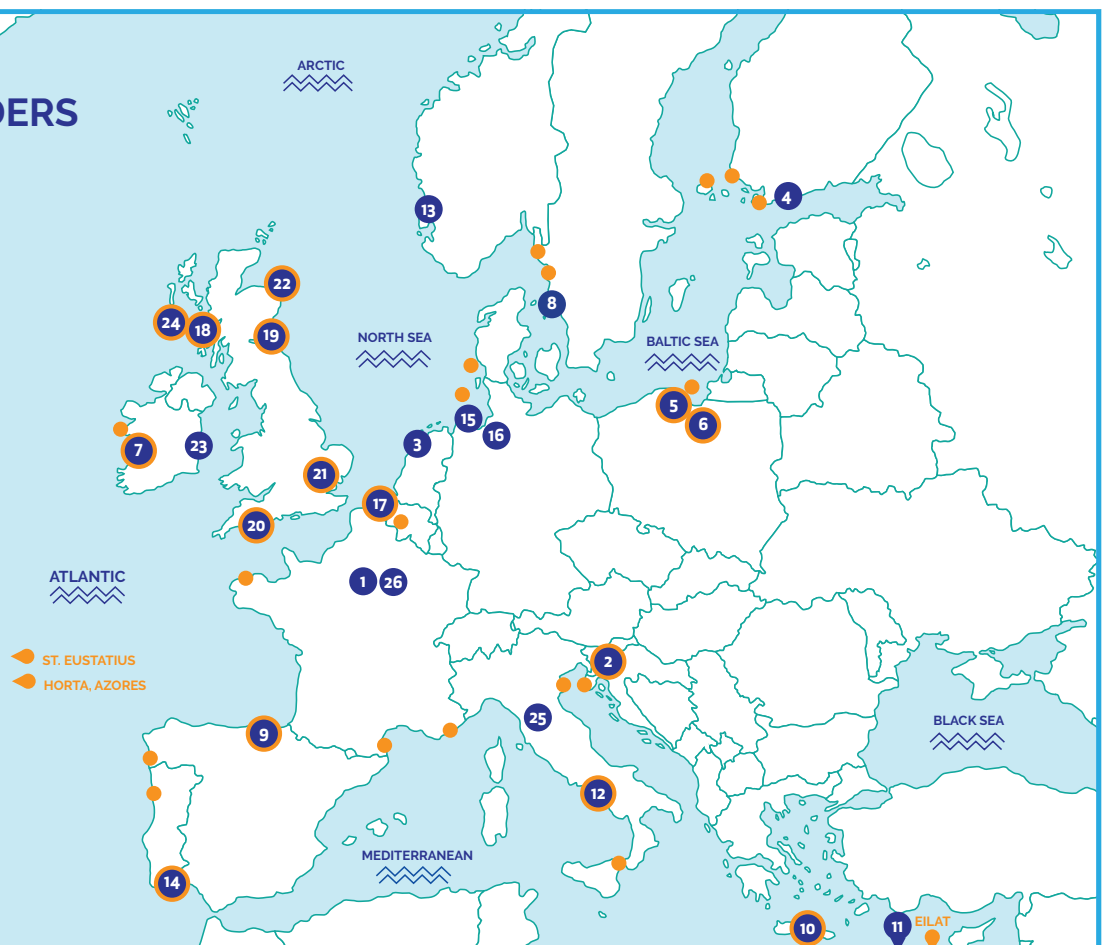 ARCTIC
DERS
13
4
22
8
24
18
19
NORTH SEA
BALTIC SEA
5
6
15
16
3
7
23
21
17
20
ATLANTIC
1
26
ST. EUSTATIUS
HORTA, AZORES
2
25
9
BLACK SEA
12
MEDITERRANEAN
14
10
11
EILAT